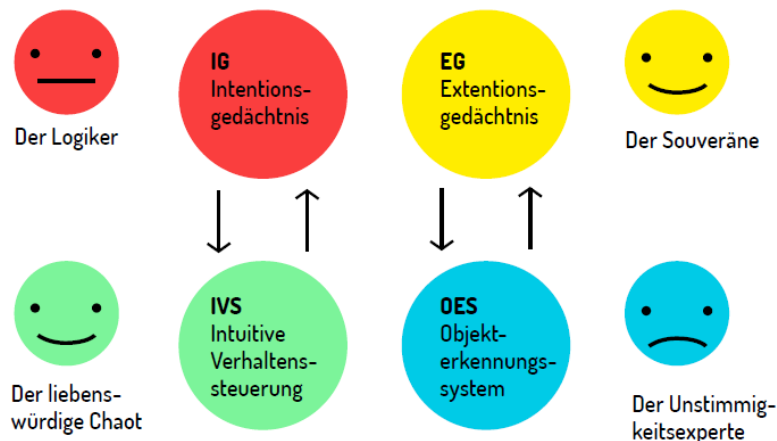 IG
Intentions-
gedächtnis
EG
Extentions-
gedächtnis
Der Logiker
Der Souveräne
IVS
Intuitive
Verhaltens-
steuerung
OES
Objekt-
erkennungs-
system
Der liebens-
würdige Chaot
Der Unstimmig-
keitsexperte